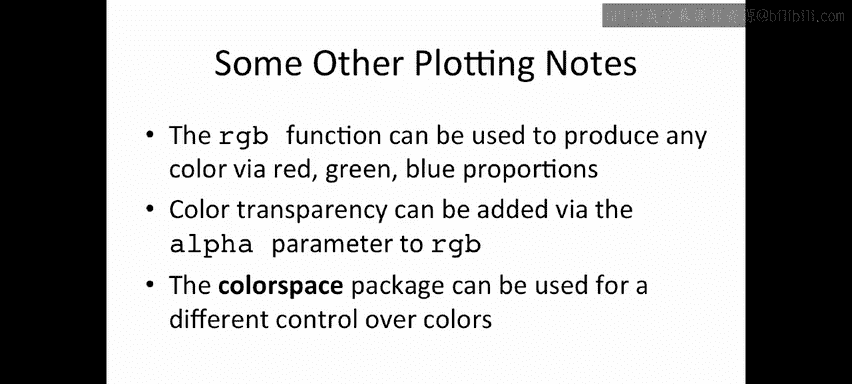 Some Other Plotting Notes
• The rgb function can be used to produce any
color via red, green, blue proportions
• Color transparency can be added via the
alpha parameter to rgb
• The colorspace package can be used for a
different control over colors